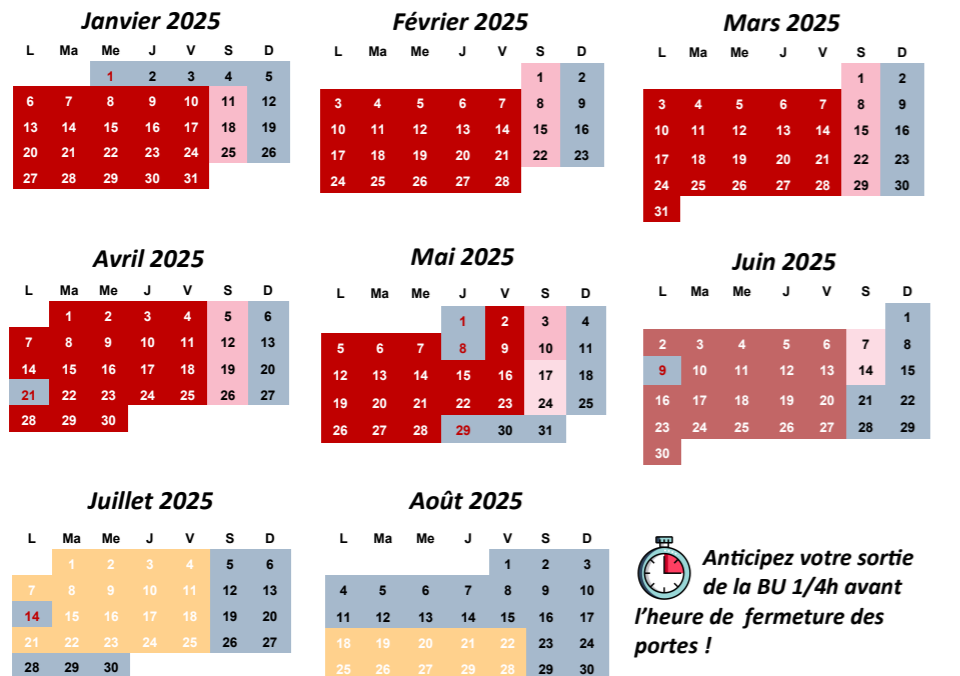 Janvier 2025
L Ma Me J V S D
1 2 3 4 5
6 7 8 9 10 11 12
13 14 15 16 17 18 19
20 21 22 23 24 25 26
27 28 29 30 31
Février 2025
L Ma Me J V S D
1 2
3 4 5 6 7 8 9
10 11 12 13 14 15 16
17 18 19 20 21 22 23
24 25 26 27 28
Mars 2025
L Ma Me J V S D
1 2
3 4 5 6 7 8 9
10 11 12 13 14 15 16
17 18 19 20 21 22 23
24 25 26 27 28 29 30
31
Avril 2025
L Ma Me J V S D
1 2 3 4 5 6
7 8 9 10 11 12 13
14 15 16 17 18 19 20
21 22 23 24 25 26 27
28 29 30
Mai 2025
L Ma Me J V S D
1 2 3 4
5 6 7 8 9 10 11
12 13 14 15 16 17 18
19 20 21 22 23 24 25
26 27 28 29 30 31
Juin 2025
L Ma Me J V S D
1
2 3 4 5 6 7 8
9 10 11 12 13 14 15
16 17 18 19 20 21 22
23 24 25 26 27 28 29
30
Juillet 2025
L Ma Me J V S D
1 2 3 4 5 6
7 8 9 10 11 12 13
14 15 16 17 18 19 20
21 22 23 24 25 26 27
28 29 30
Août 2025
L Ma Me J V S D
1 2 3
4 5 6 7 8 9 10
11 12 13 14 15 16 17
18 19 20 21 22 23 24
25 26 27 28 29 29 30
Anticipez votre sortie
de la BU 1/4h avant
l'heure de fermeture des
portes !